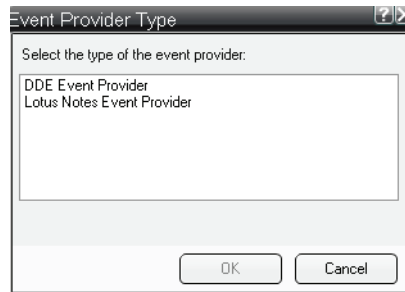 Event Provider Type
Select the type of the event provider:
DDE Event Provider
Lotus Notes Event Provider
OK
Cancel